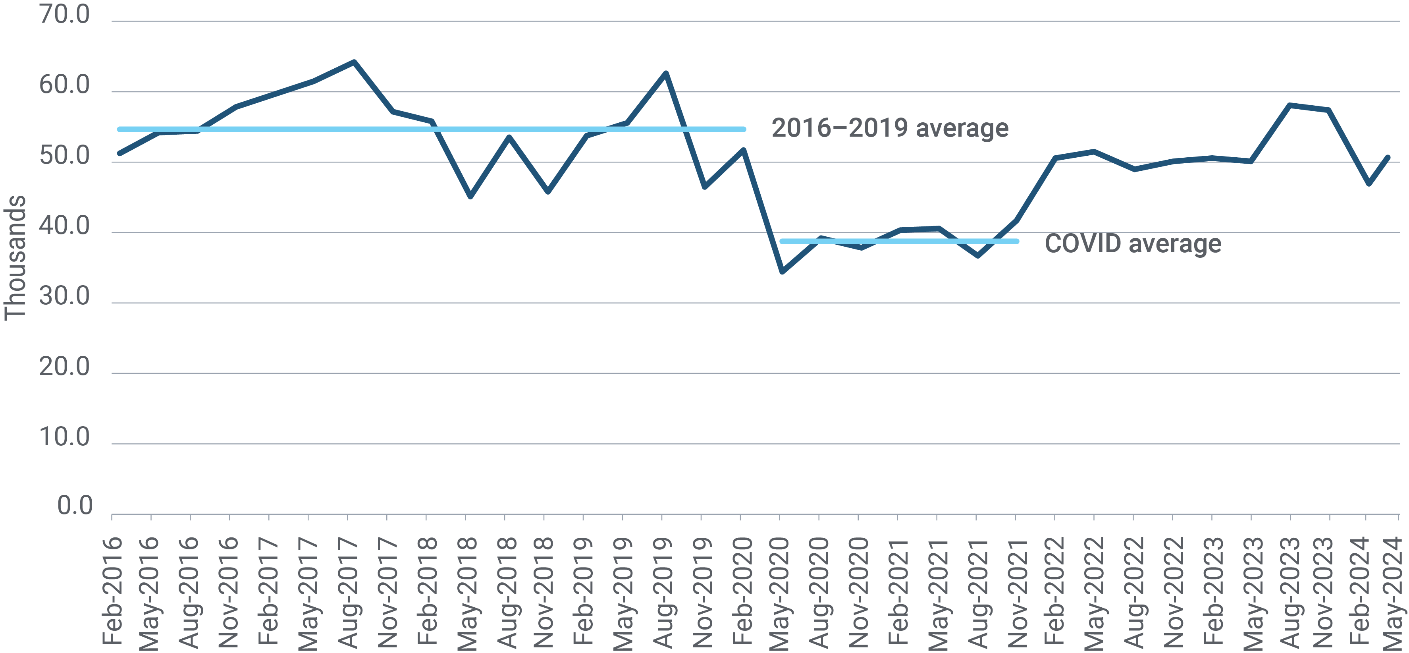 70.0
60.0
50.0
40.0
30.0
20.0
10.0
0.0
Thousands
2016–2019 average
COVID average
Feb-2016
May-2016
Aug-2016
Nov-2016
Feb-2017
May-2017
Aug-2017
Nov-2017
Feb-2018
May-2018
Aug-2018
Nov-2018
Feb-2019
May-2019
Aug-2019
Nov-2019
Feb-2020
May-2020
Aug-2020
Nov-2020
Feb-2021
May-2021
Aug-2021
Nov-2021
Feb-2022
May-2022
Aug-2022
Nov-2022
Feb-2023
May-2023
Aug-2023
Nov-2023
Feb-2024
May-2024